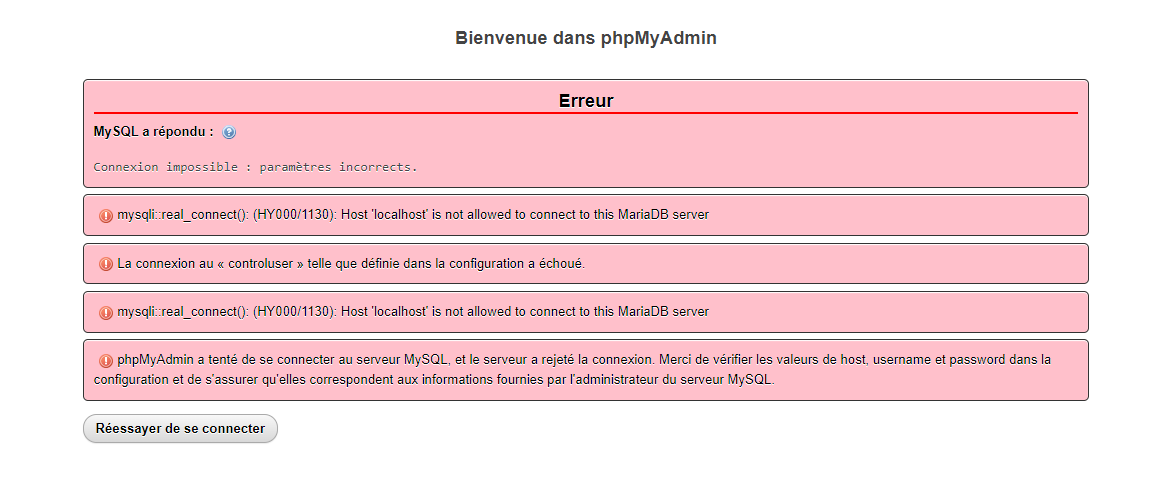 Bienvenue dans phpMyAdmin
Erreur
MySQL a répondu :
Connexion impossible : paramètres incorrects.
mysqli::real_connect(): (HY000/1130): Host 'localhost' is not allowed to connect to this MariaDB server
La connexion au « controluser » telle que définie dans la configuration a échoué.
mysqli::real_connect(): (HY000/1130): Host 'localhost' is not allowed to connect to this MariaDB server
phpMyAdmin a tenté de se connecter au serveur MySQL, et le serveur a rejeté la connexion. Merci de vérifier les valeurs de host, username et password dans la
configuration et de s'assurer qu'elles correspondent aux informations fournies par l'administrateur du serveur MySQL.
Réessayer de se connecter